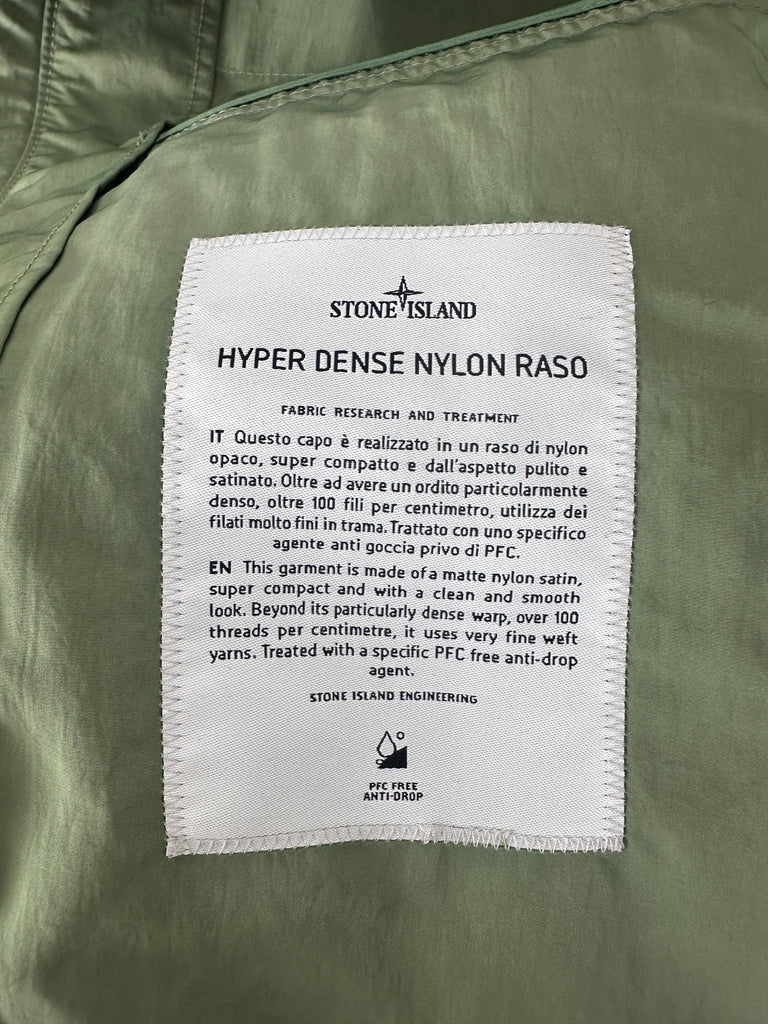 STONE ISLAND
HYPER DENSE NYLON RASO
FABRIC RESEARCH AND TREATMENT
IT Questo capo è realizzato in un raso di nylon
opaco, super compatto e dall'aspetto pulito e
satinato. Oltre ad avere un ordito particolarmente
denso, oltre 100 fili per centimetro, utilizza dei
filati molto fini in trama. Trattato con uno specifico
agente anti goccia privo di PFC.
EN This garment is made of a matte nylon satin,
super compact and with a clean and smooth
look. Beyond its particularly dense warp, over 100
threads per centimetre, it uses very fine weft
yarns. Treated with a specific PFC free anti-drop
agent.
STONE ISLAND ENGINEERING
PFC FREE
ANTI-DROP